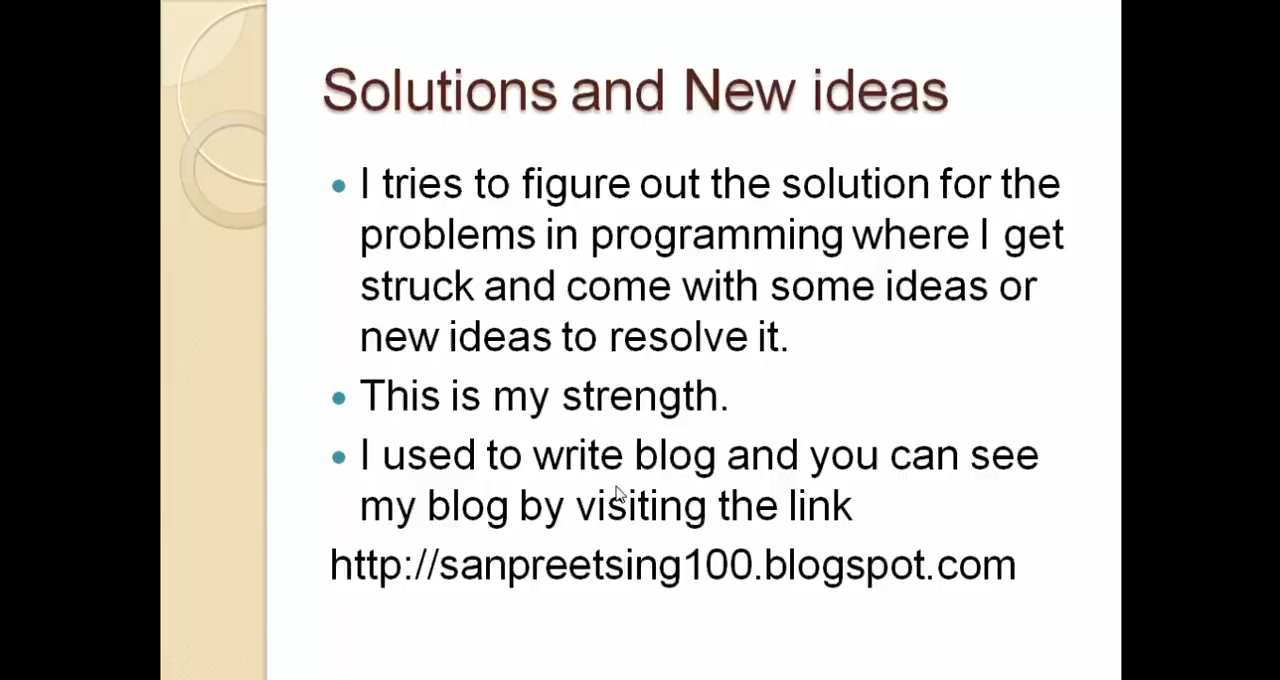 Solutions and New ideas
I tries to figure out the solution for the
problems in programming where I get
struck and come with some ideas or
new ideas to resolve it.
This is my strength.
I used to write blog and you can see
my blog by visiting the link
http://sanpreetsing100.blogspot.com